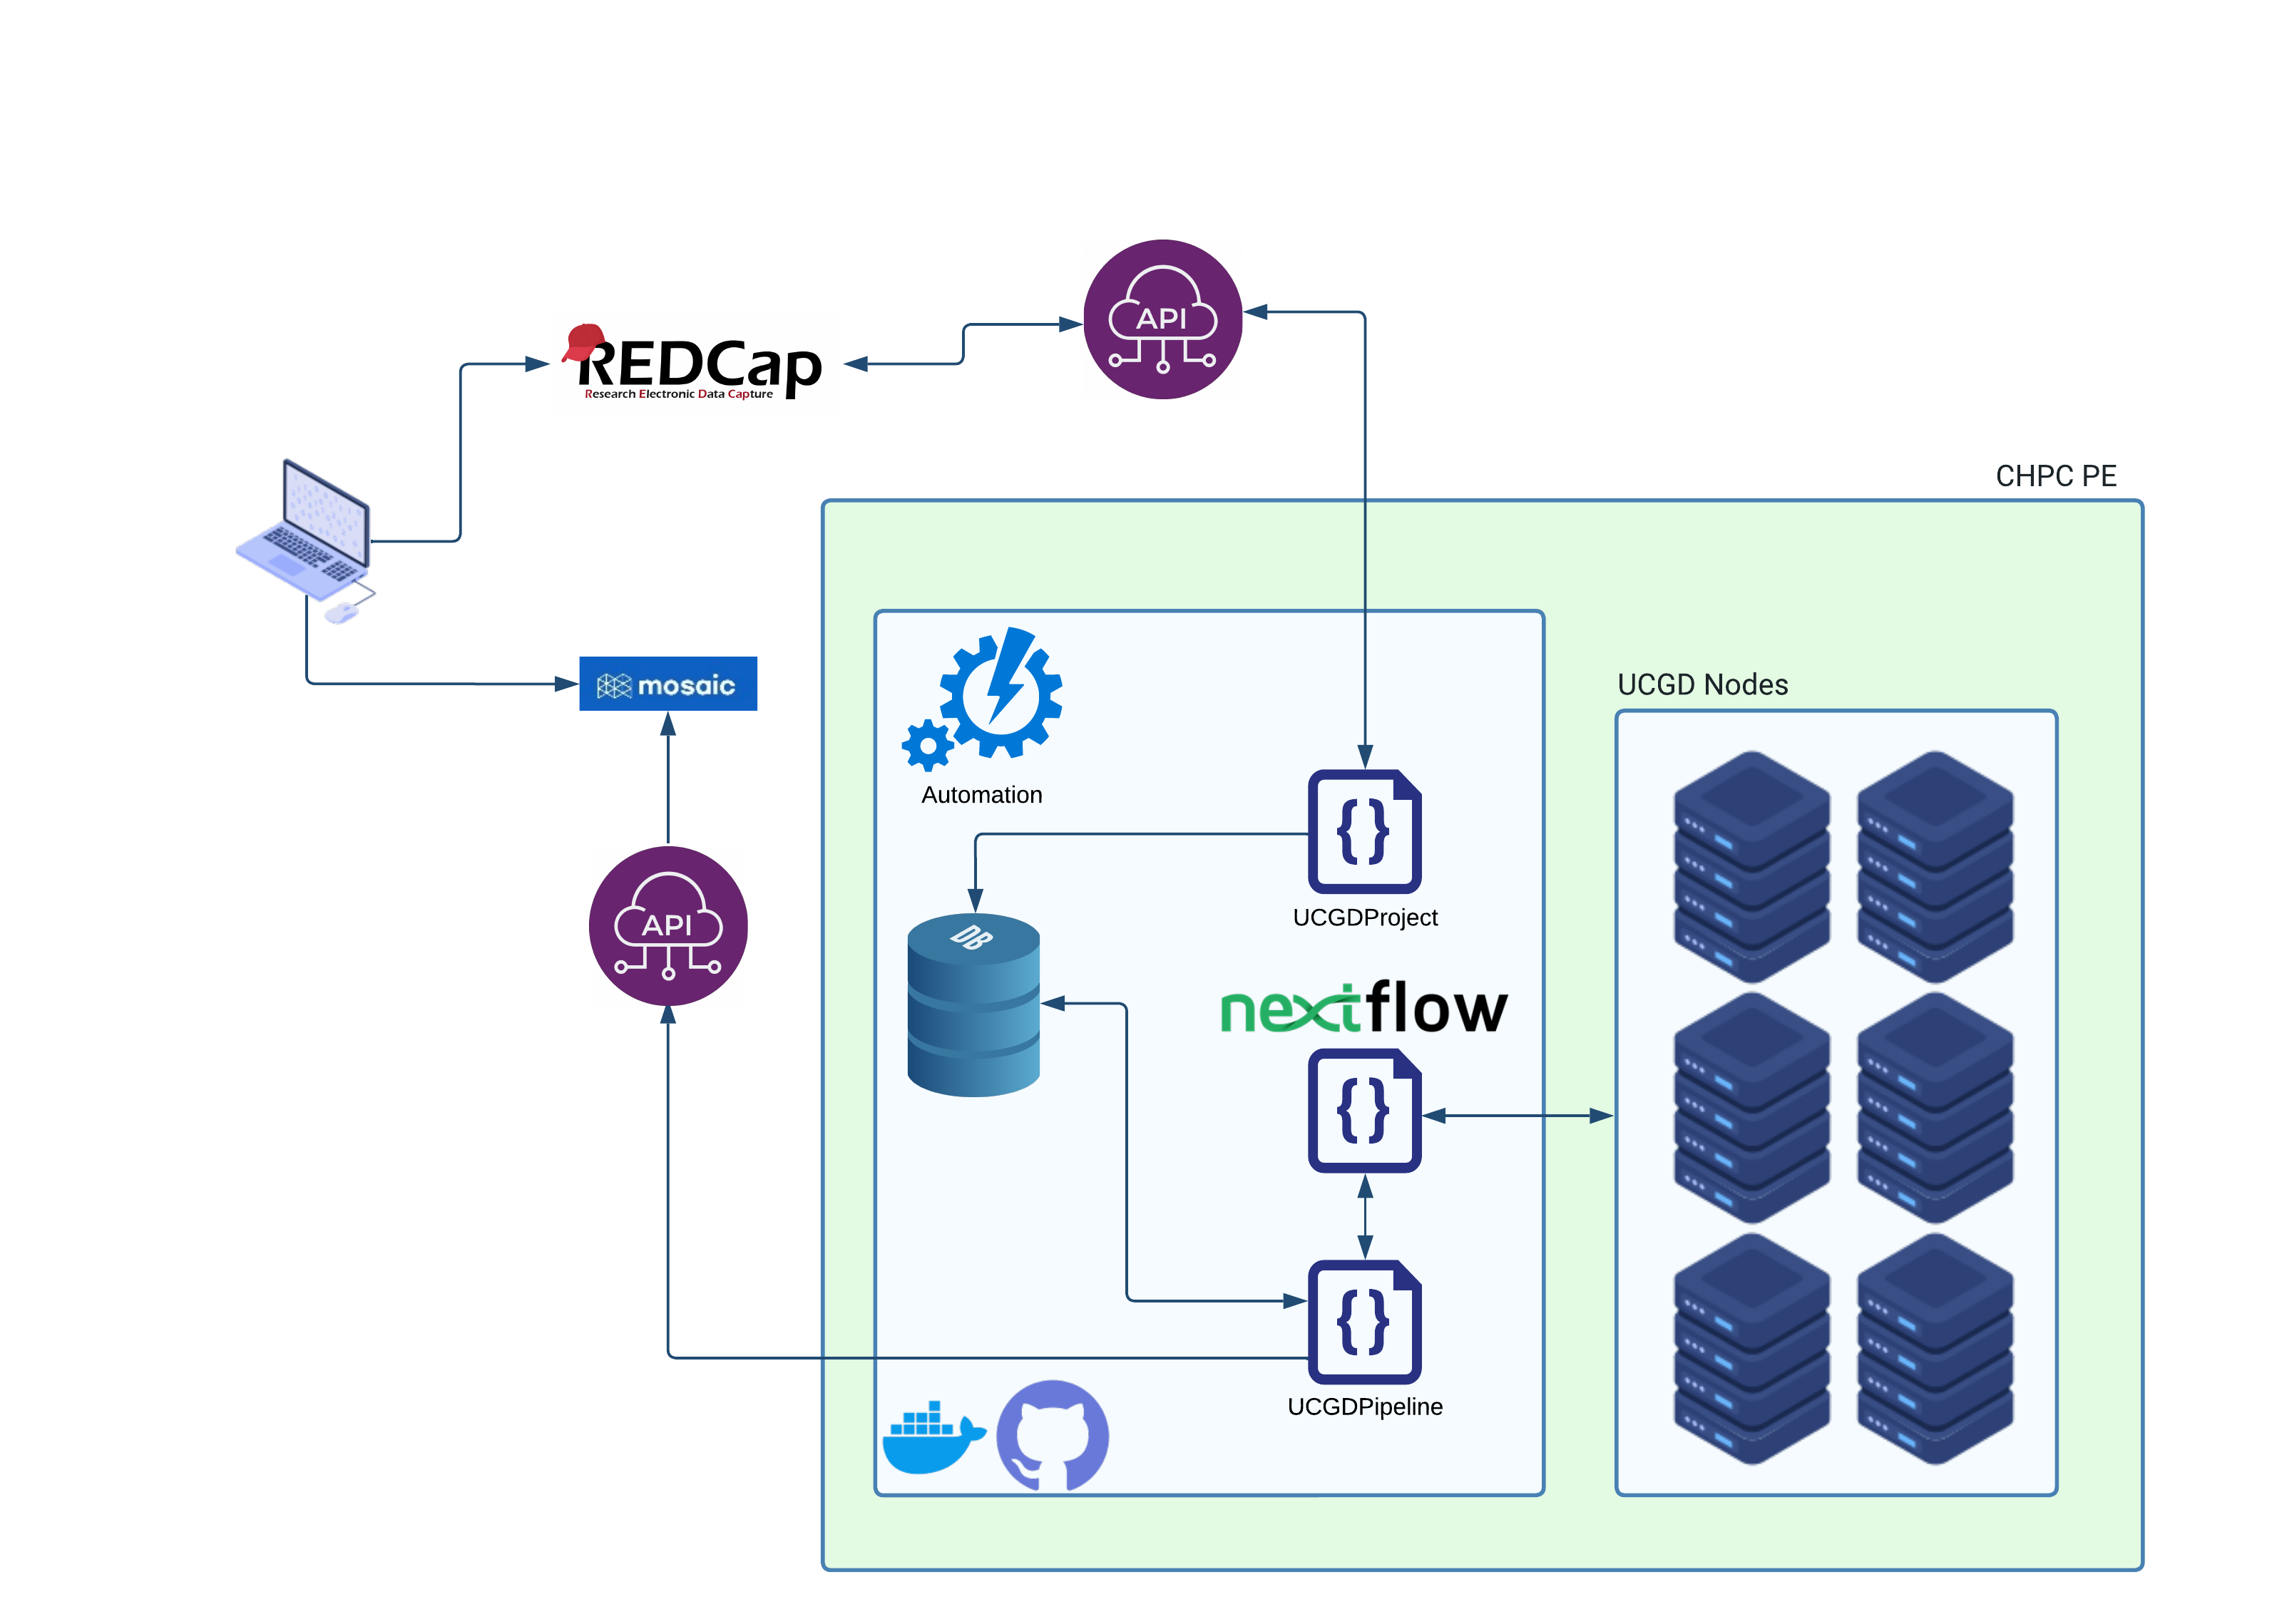 API
REDCap
Research Electronic Data Capture
CHPC PE
mosaic
UCGD Nodes
Automation
API
UCGDProject
DB
nextflow
UCGDPipeline